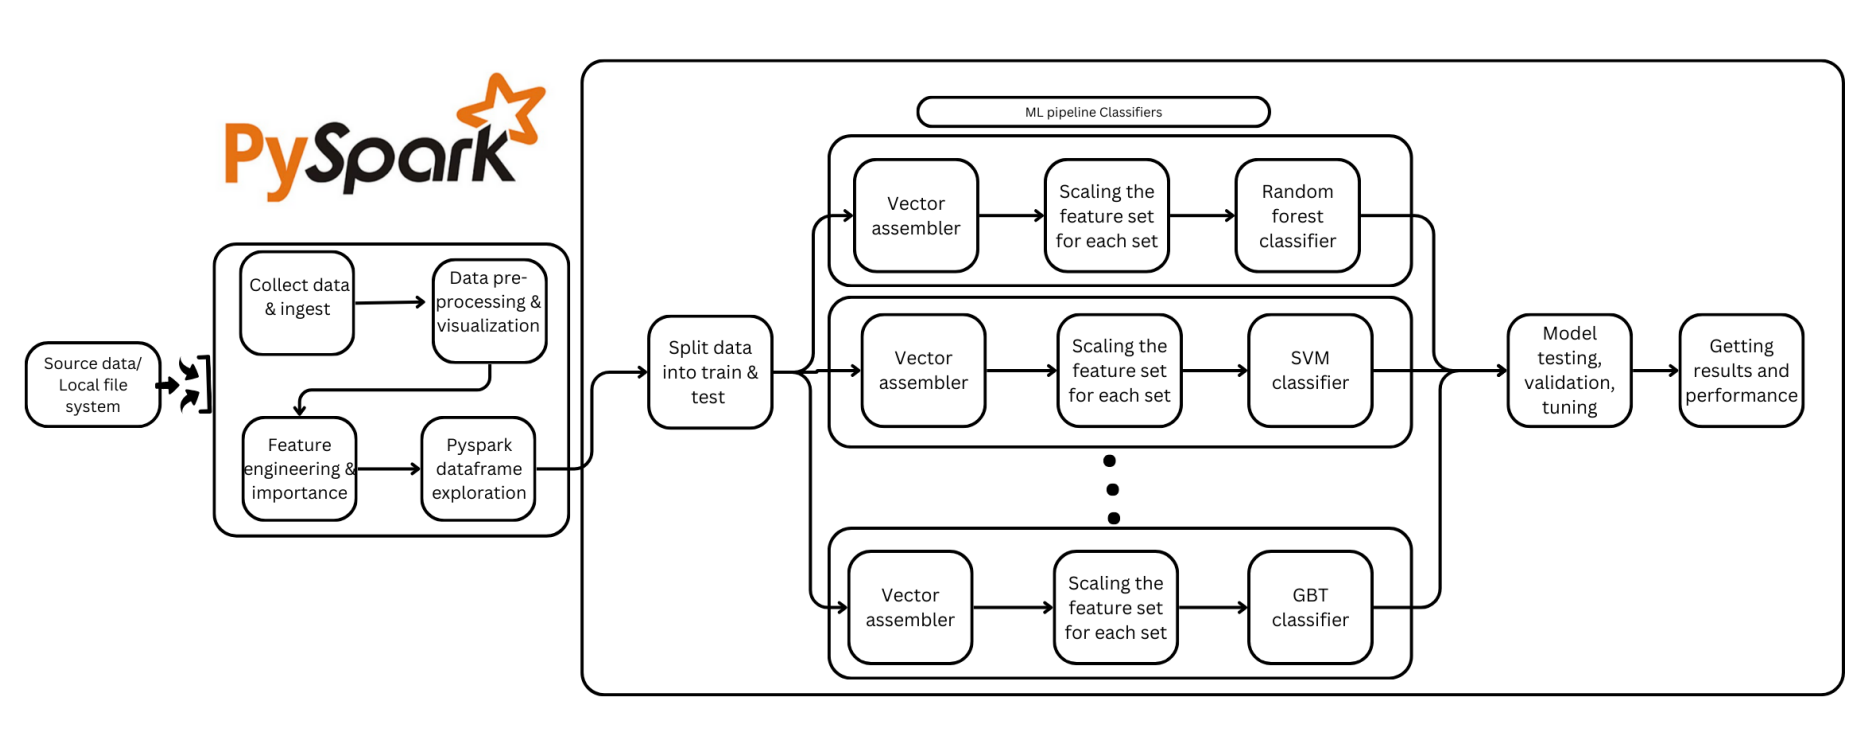 PySpark
Source data/
Local file
system
Collect data
& ingest
Data pre-
processing &
visualization
Feature
engineering &
importance
Pyspark
dataframe
exploration
Split data
into train &
test
ML pipeline Classifiers
Vector
assembler
Scaling the
feature set
for each set
Random
forest
classifier
Vector
assembler
Scaling the
feature set
for each set
SVM
classifier
Vector
assembler
Scaling the
feature set
for each set
GBT
classifier
Model
testing,
validation,
tuning
Getting
results and
performance